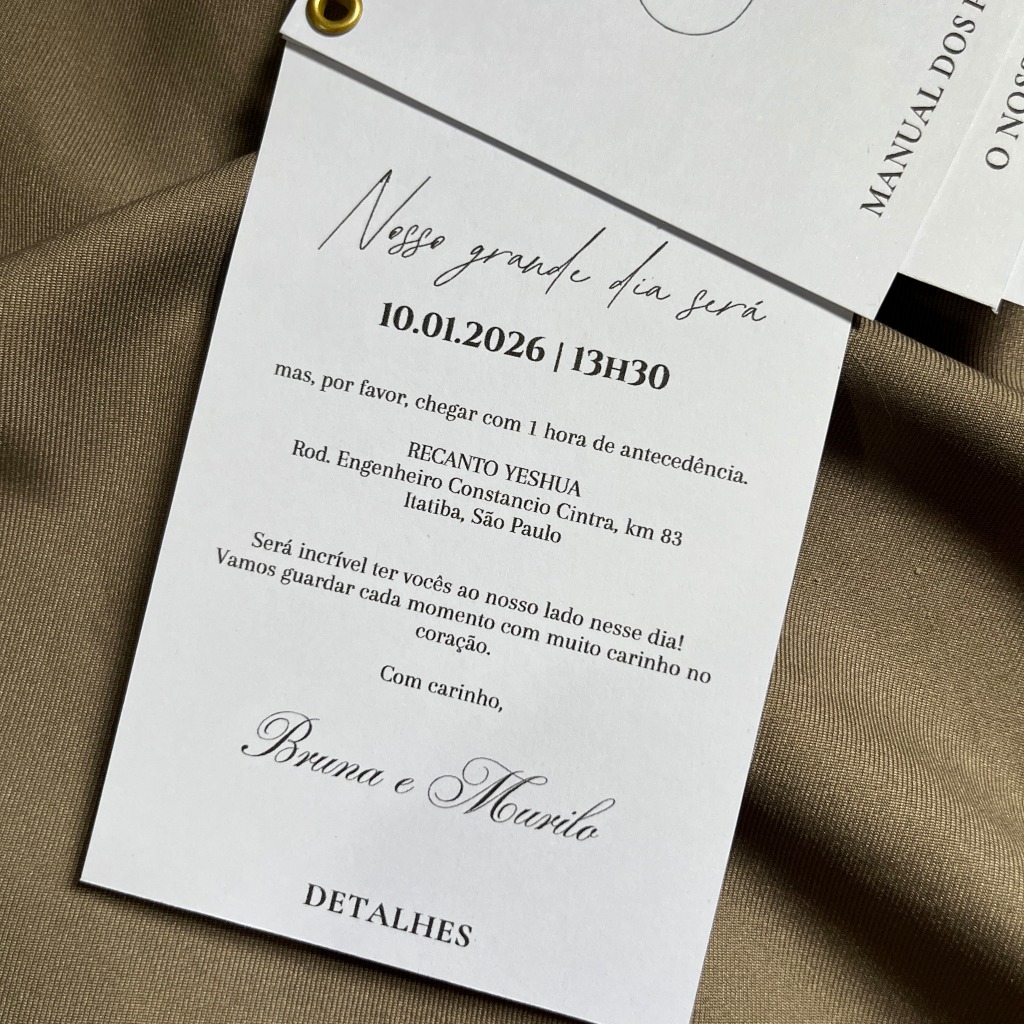 MANUAL DOS
O NOSS
Nosso grande dia será
10.01.2026 | 13H30
mas, por favor, chegar com 1 hora de antecedência.
RECANTO YESHUA
Rod. Engenheiro Constancio Cintra, km 83
Itatiba, São Paulo
Será incrível ter vocês ao nosso lado nesse dia!
Vamos guardar cada momento com muito carinho no
coração.
Com carinho,
Bruna e Murilo
DETALHES